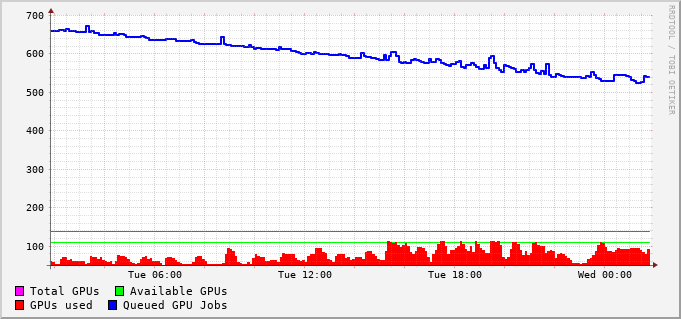 700
600
500
400
300
200
100
Tue 06:00 Tue 12:00 Tue 18:00 Wed 00:00
Total GPUs Available GPUs
GPUs used Queued GPU Jobs
RRDTOOL / TOBI OETIKER